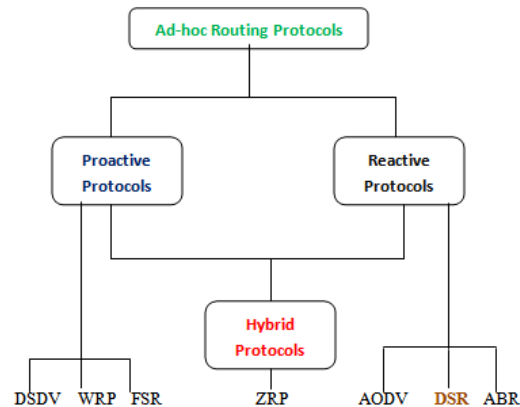 Ad-hoc Routing Protocols
Proactive
Protocols
Reactive
Protocols
Hybrid
Protocols
DSDV WRP FSR ZRP AODV DSR ABR